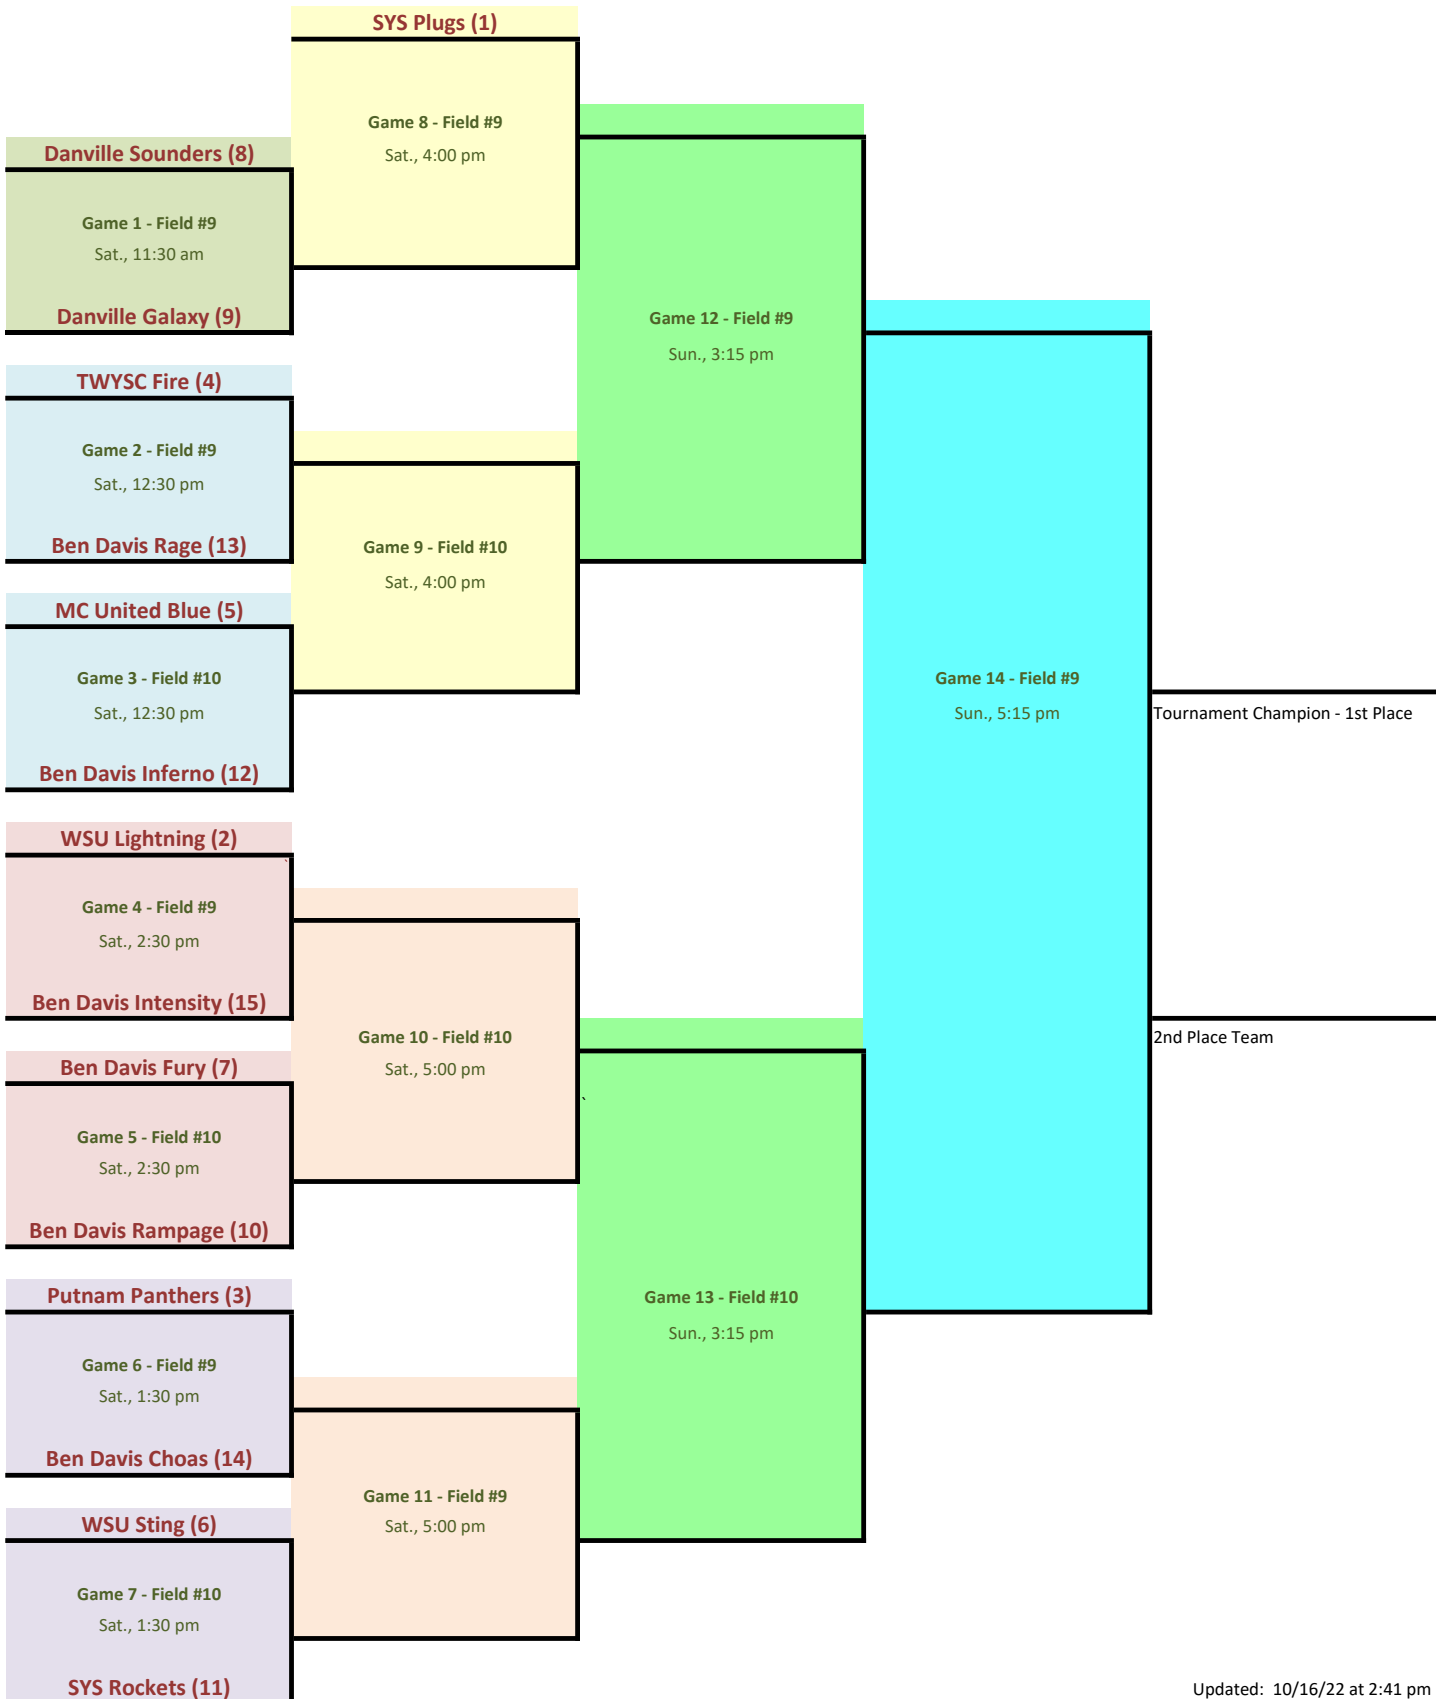 SYS Plugs (1)
Game 8 - Field #9
Sat., 4:00 pm
Danville Sounders (8)
Game 1 - Field #9
Sat., 11:30 am
Danville Galaxy (9)
Game 12 - Field #9
Sun., 3:15 pm
TWYSC Fire (4)
Game 2 - Field #9
Sat., 12:30 pm
Ben Davis Rage (13)
Game 9 - Field #10
Sat., 4:00 pm
MC United Blue (5)
Game 3 - Field #10
Sat., 12:30 pm
Ben Davis Inferno (12)
Game 14 - Field #9
Sun., 5:15 pm
Tournament Champion - 1st Place
WSU Lightning (2)
`
Game 4 - Field #9
Sat., 2:30 pm
Ben Davis Intensity (15)
Game 10 - Field #10
Sat., 5:00 pm
`
2nd Place Team
Ben Davis Fury (7)
Game 5 - Field #10
Sat., 2:30 pm
Ben Davis Rampage (10)
Putnam Panthers (3)
Game 6 - Field #9
Sat., 1:30 pm
Ben Davis Choas (14)
Game 13 - Field #10
Sun., 3:15 pm
Game 11 - Field #9
Sat., 5:00 pm
WSU Sting (6)
Game 7 - Field #10
Sat., 1:30 pm
SYS Rockets (11)
Updated:  10/16/22 at 2:41 pm